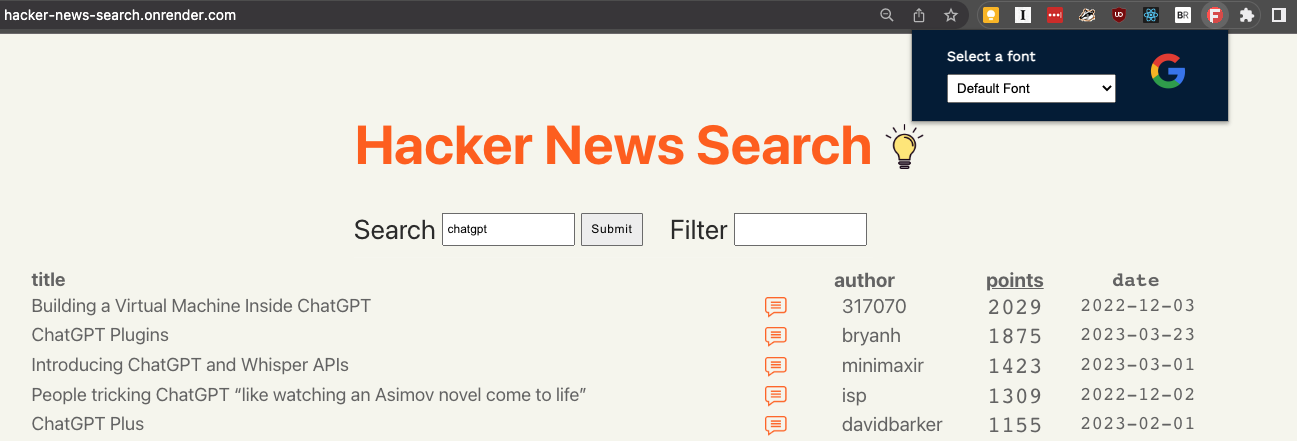 hacker-news-search.onrender.com
Select a font
Default Font
Hacker News Search
Search chatgpt Submit Filter
title author points date
Building a Virtual Machine Inside ChatGPT 317070 2029 2022-12-03
ChatGPT Plugins bryanh 1875 2023-03-23
Introducing ChatGPT and Whisper APIs minimaxir 1423 2023-03-01
People tricking ChatGPT “like watching an Asimov novel come to life” isp 1309 2022-12-02
ChatGPT Plus davidbarker 1155 2023-02-01